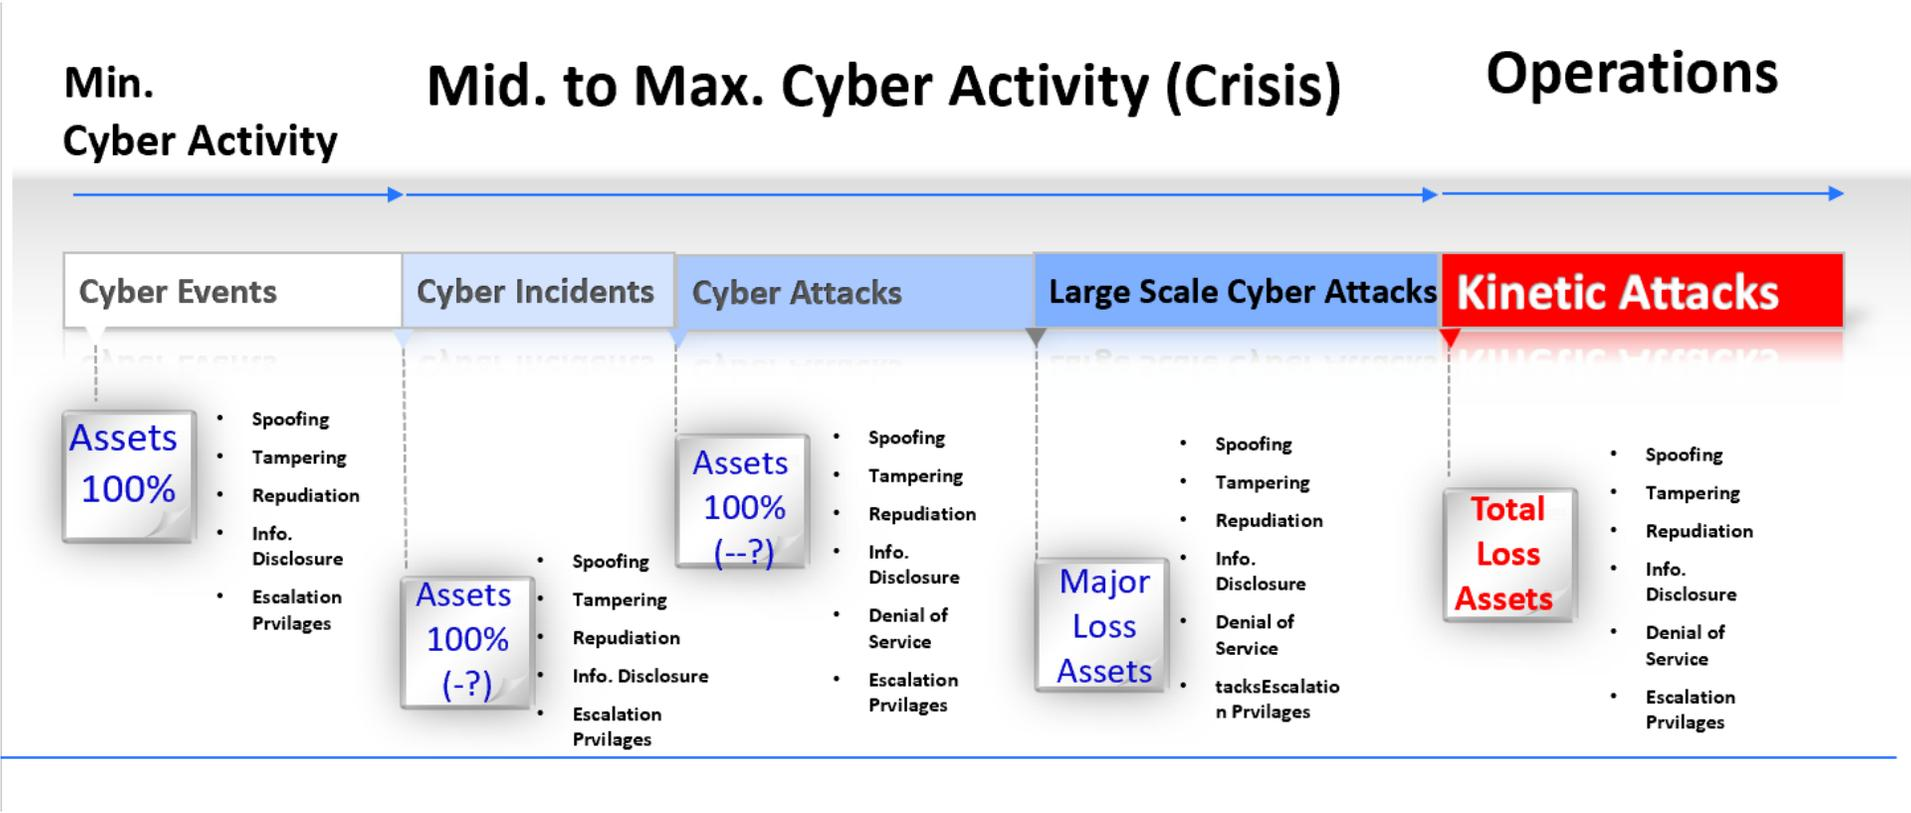 Min.
Cyber Activity
Mid. to Max. Cyber Activity (Crisis)
Operations
Cyber Events
Cyber Incidents
Cyber Attacks
Large Scale Cyber Attacks
Kinetic Attacks
Assets
100%
• Spoofing
• Tampering
• Repudiation
• Info.
Disclosure
• Escalation
Prvilages
Assets
100%
(-?)
• Spoofing
• Tampering
• Repudiation
• Info. Disclosure
• Escalation
Prvilages
Assets
100%
(--?)
• Spoofing
• Tampering
• Repudiation
• Info.
Disclosure
• Denial of
Service
• Escalation
Prvilages
Major
Loss
Assets
• Spoofing
• Tampering
• Repudiation
• Info.
Disclosure
• Denial of
Service
• tacksEscalatio
n Prvilages
Total
Loss
Assets
• Spoofing
• Tampering
• Repudiation
• Info.
Disclosure
• Denial of
Service
• Escalation
Prvilages